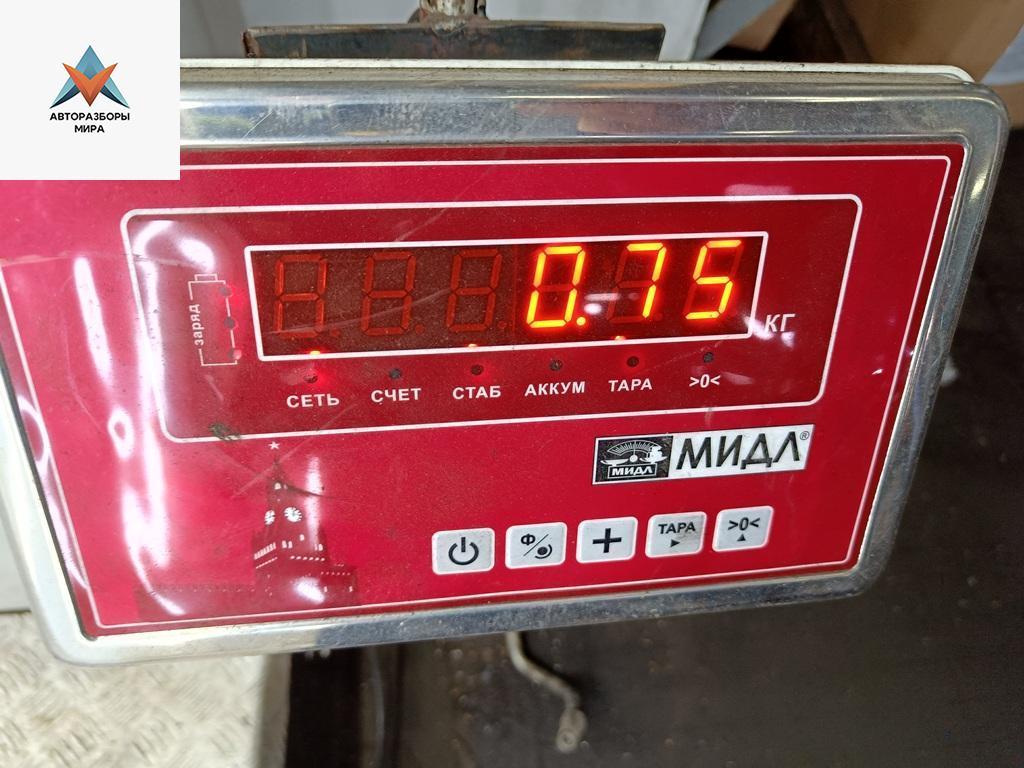 АВТОРАЗБОРЫ
МИРА
заряд
0.75
КГ
СЕТЬ СЧЕТ СТАБ АККУМ ТАРА >0<
МИДЛ МИДЛ®
Ф
ТАРА
>0<